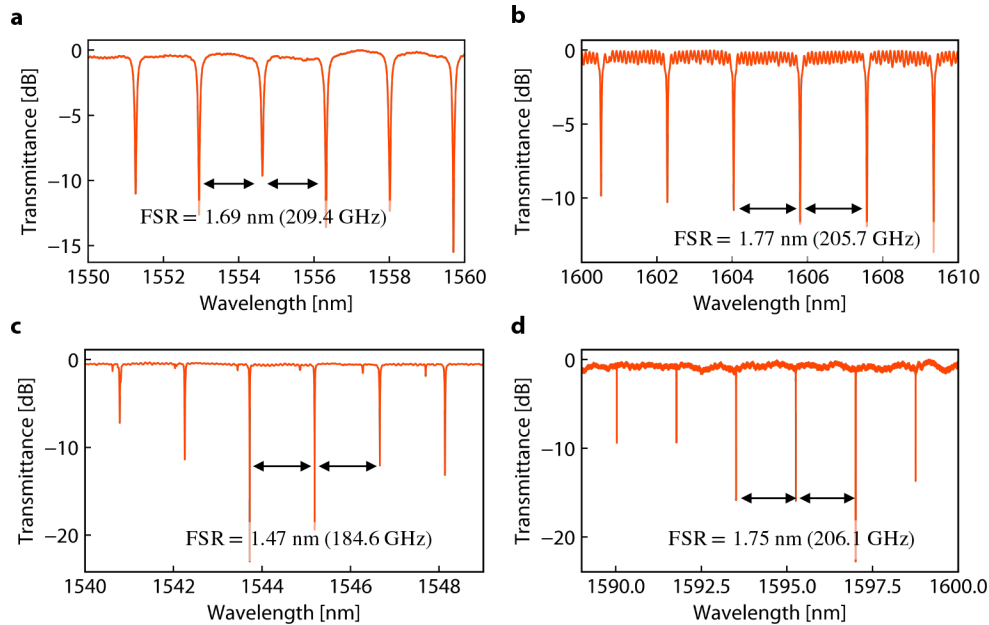 a
0
−5
−10
−15
Transmittance [dB]
FSR = 1.69 nm (209.4 GHz)
1550 1552 1554 1556 1558 1560
Wavelength [nm]
b
0
−5
−10
Transmittance [dB]
FSR = 1.77 nm (205.7 GHz)
1600 1602 1604 1606 1608 1610
Wavelength [nm]
c
0
−10
−20
Transmittance [dB]
FSR = 1.47 nm (184.6 GHz)
1540 1542 1544 1546 1548
Wavelength [nm]
d
0
−10
−20
Transmittance [dB]
FSR = 1.75 nm (206.1 GHz)
1590.0 1592.5 1595.0 1597.5 1600.0
Wavelength [nm]